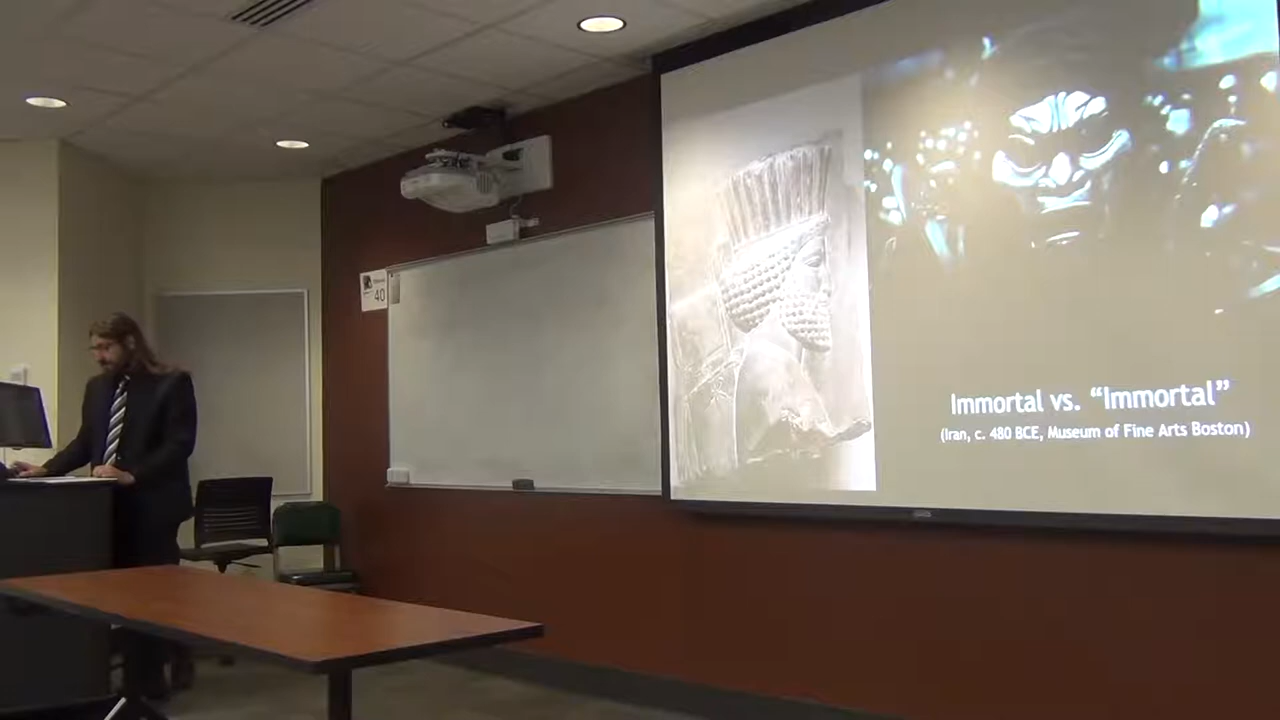 40
Immortal vs. “Immortal”
(Iran, c. 480 BCE, Museum of Fine Arts Boston)